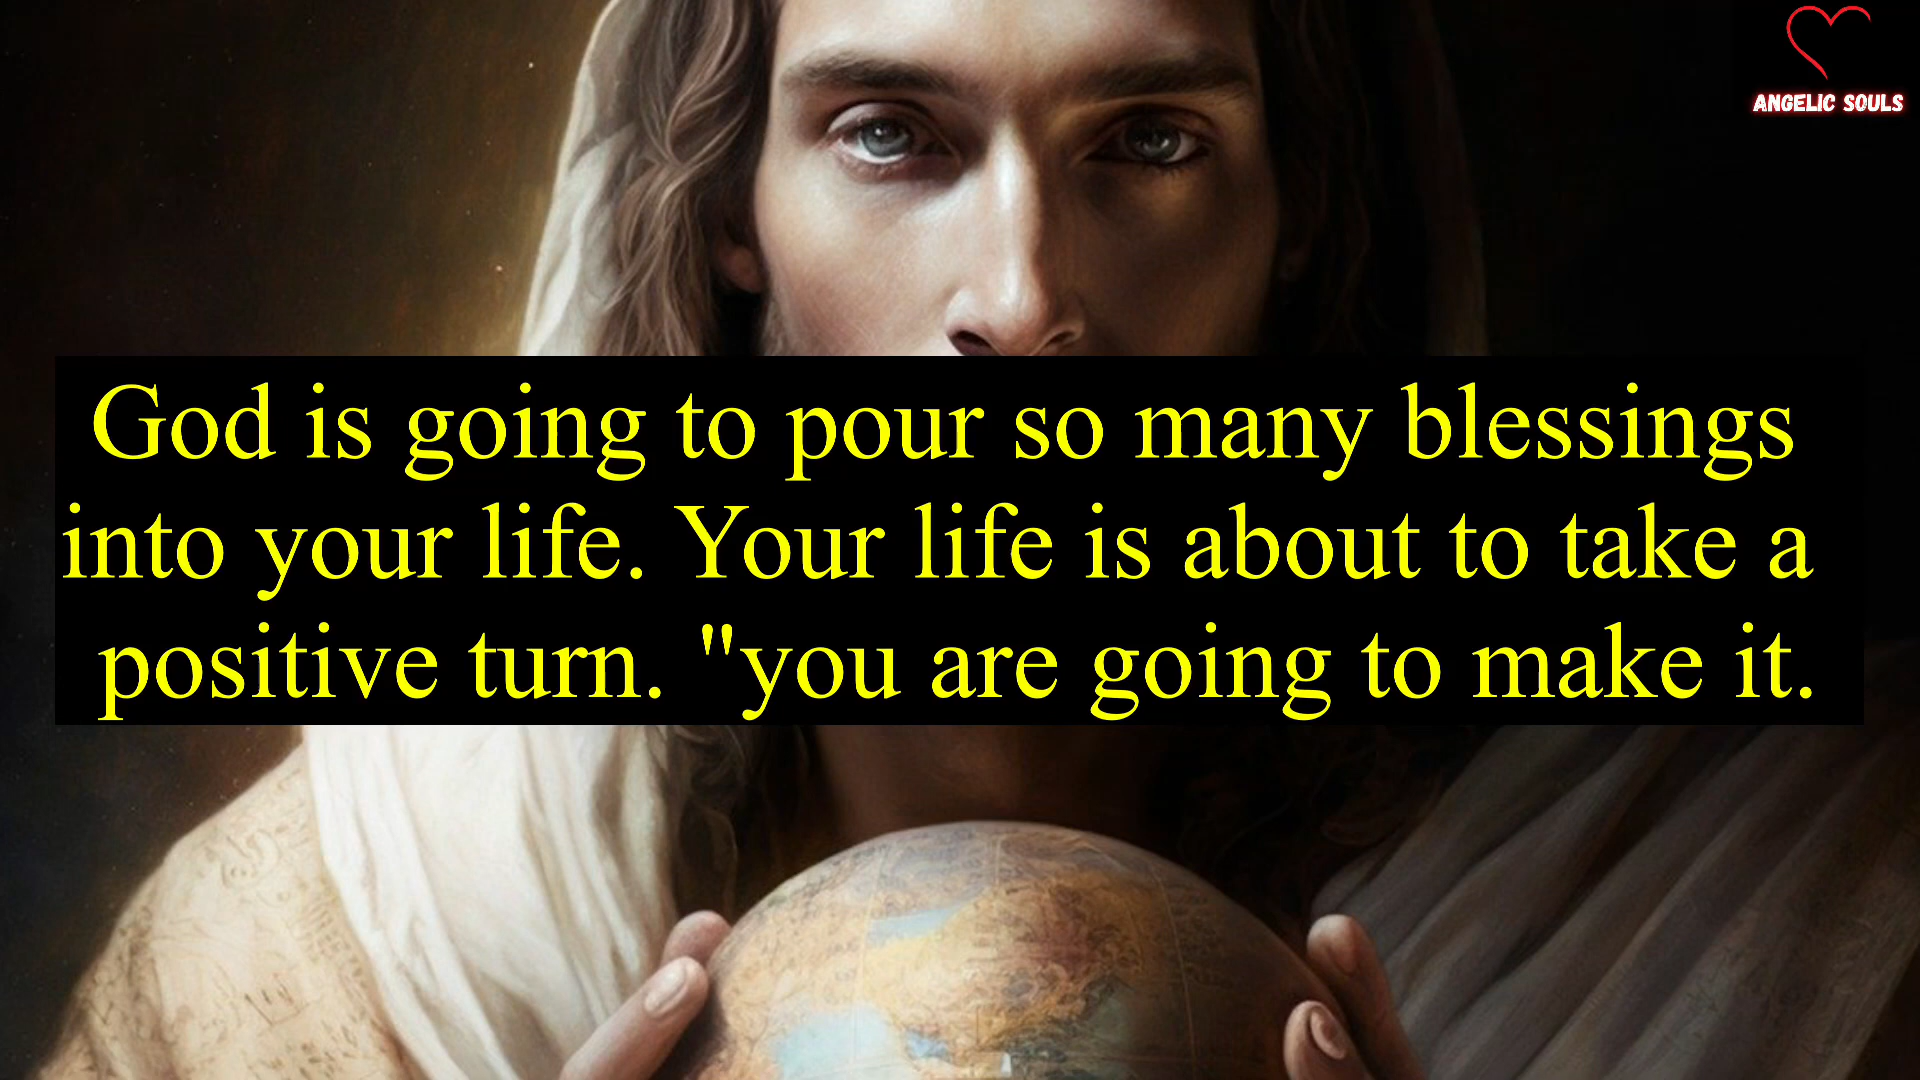 ANGELIC SOULS
God is going to pour so many blessings
into your life. Your life is about to take a
positive turn. "you are going to make it.